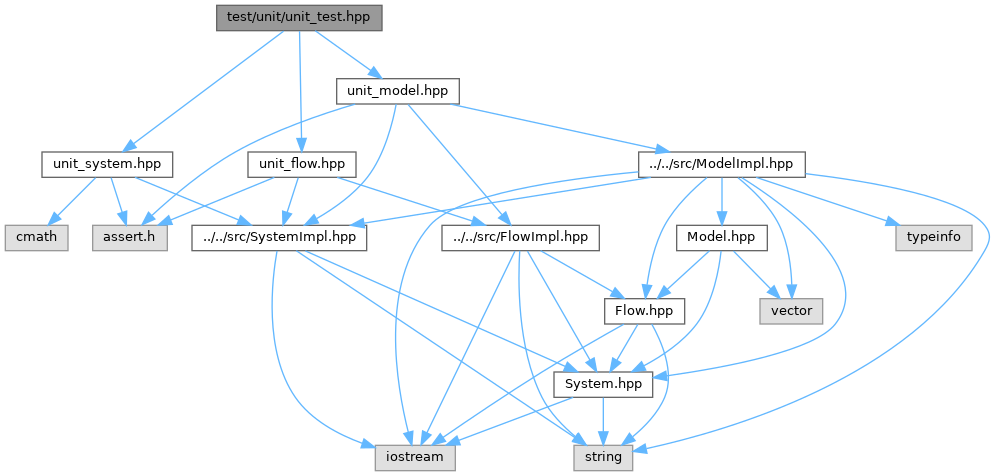 test/unit/unit_test.hpp
unit_model.hpp
unit_system.hpp
unit_flow.hpp
../../src/ModelImpl.hpp
cmath
assert.h
../../src/SystemImpl.hpp
../../src/FlowImpl.hpp
Model.hpp
typeinfo
Flow.hpp
vector
System.hpp
iostream
string